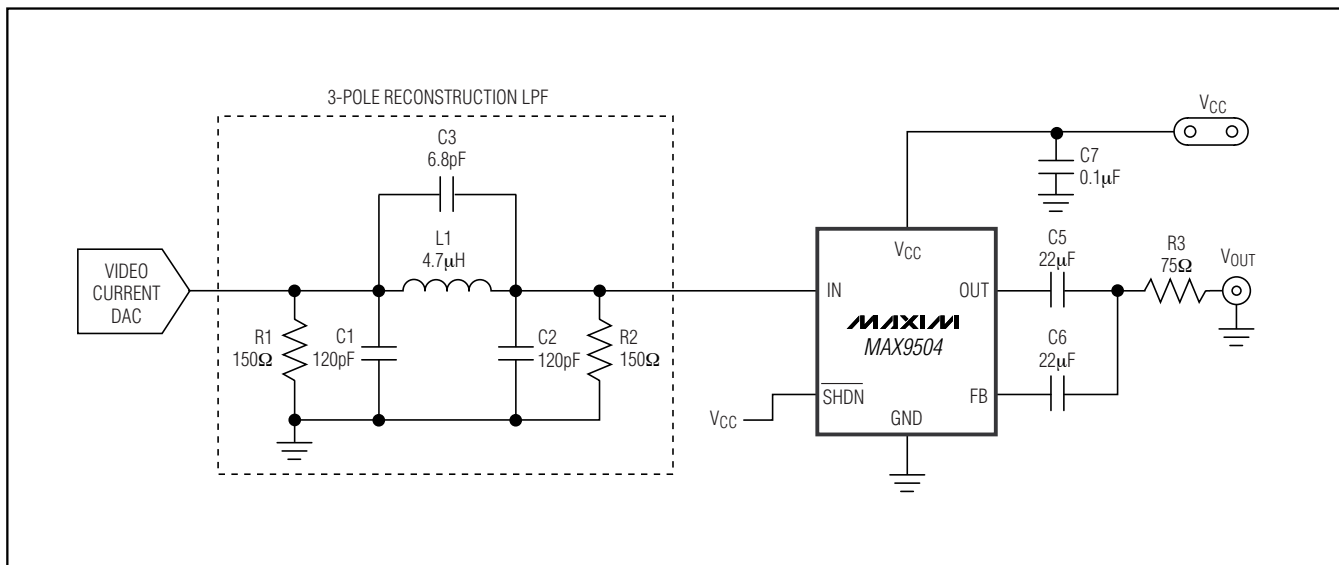 3-POLE RECONSTRUCTION LPF
C3
6.8pF
L1
4.7μH
VIDEO
CURRENT
DAC
R1
150Ω
C1
120pF
C2
120pF
R2
150Ω
VCC
C7
0.1μF
VCC
IN
OUT
MAXIM
MAX9504
SHDN
FB
GND
VCC
C5
22μF
C6
22μF
R3
75Ω
VOUT